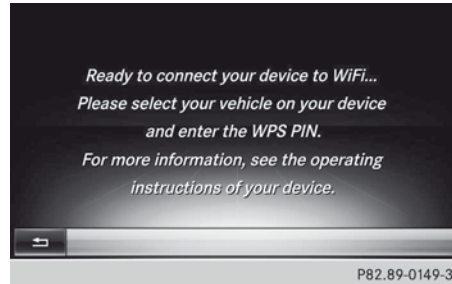 Ready to connect your device to WiFi...
Please select your vehicle on your device
and enter the WPS PIN.
For more information, see the operating
instructions of your device.
P82.89-0149-3